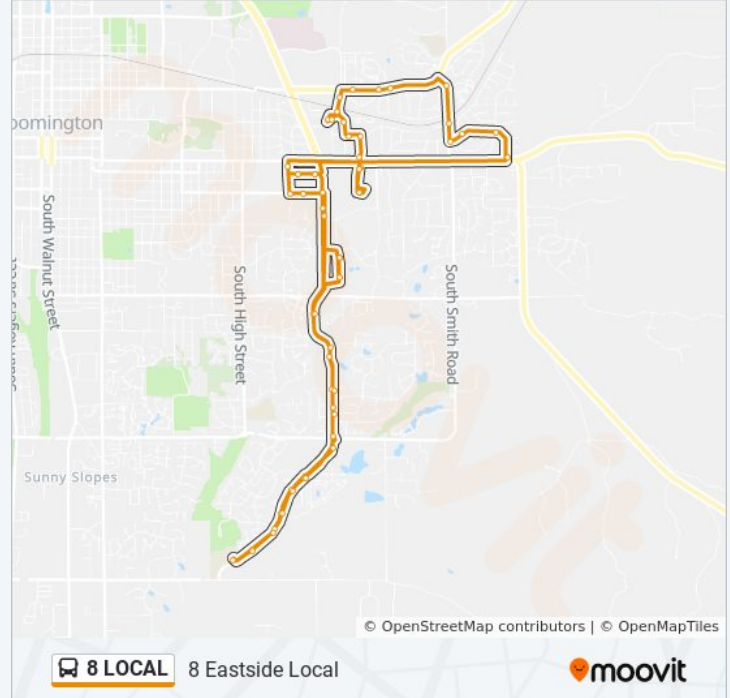 oomington
South Walnut Street
South High Street
South Smith Road
Sunny Slopes
© OpenStreetMap contributors | © OpenMapTiles
8 LOCAL 8 Eastside Local moovit